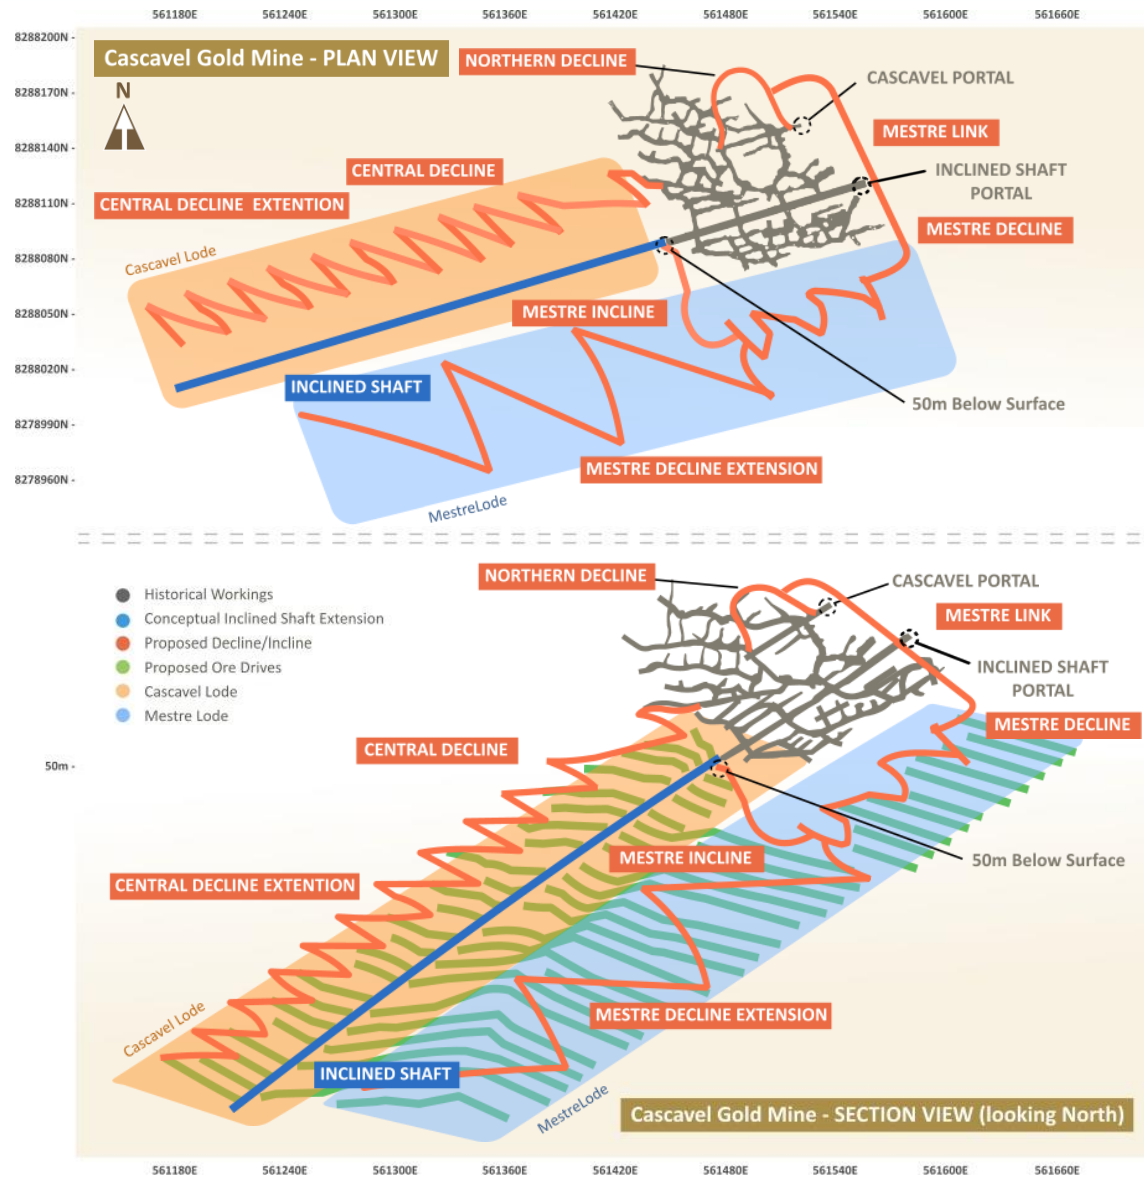 561180E 561240E 561300E 561360E 561420E 561480E 561540E 561600E 561660E
8288200N
Cascavel Gold Mine - PLAN VIEW
NORTHERN DECLINE
CASCAVEL PORTAL
8288170N
N
MESTRE LINK
8288140N
CENTRAL DECLINE
INCLINED SHAFT
PORTAL
8288110N
CENTRAL DECLINE EXTENTION
MESTRE DECLINE
Cascavel Lode
8288080N
8288050N
MESTRE INCLINE
8288020N
INCLINED SHAFT
50m Below Surface
8278990N
MESTRE DECLINE EXTENSION
8278960N
MestreLode
NORTHERN DECLINE
CASCAVEL PORTAL
Historical Workings
Conceptual Inclined Shaft Extension
Proposed Decline/Incline
Proposed Ore Drives
Cascavel Lode
Mestre Lode
MESTRE LINK
INCLINED SHAFT
PORTAL
MESTRE DECLINE
CENTRAL DECLINE
50m
MESTRE INCLINE
50m Below Surface
CENTRAL DECLINE EXTENTION
MESTRE DECLINE EXTENSION
Cascavel Lode
INCLINED SHAFT
MestreLode
Cascavel Gold Mine - SECTION VIEW (looking North)
561180E 561240E 561300E 561360E 561420E 561480E 561540E 561600E 561660E